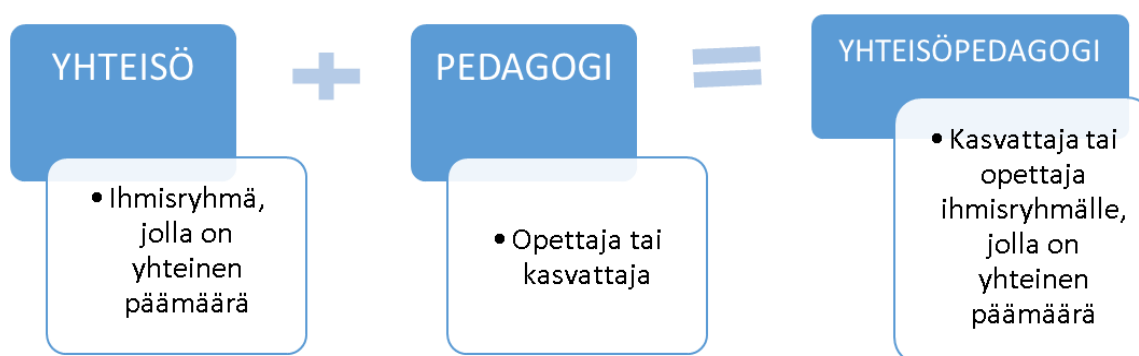 YHTEISÖ
+
PEDAGOGI
=
YHTEISÖPEDAGOGI
• Ihmisryhmä,
jolla on
yhteinen
päämäärä
• Opettaja tai
kasvattaja
• Kasvattaja tai
opettaja
ihmisryhmälle,
jolla on
yhteinen
päämäärä